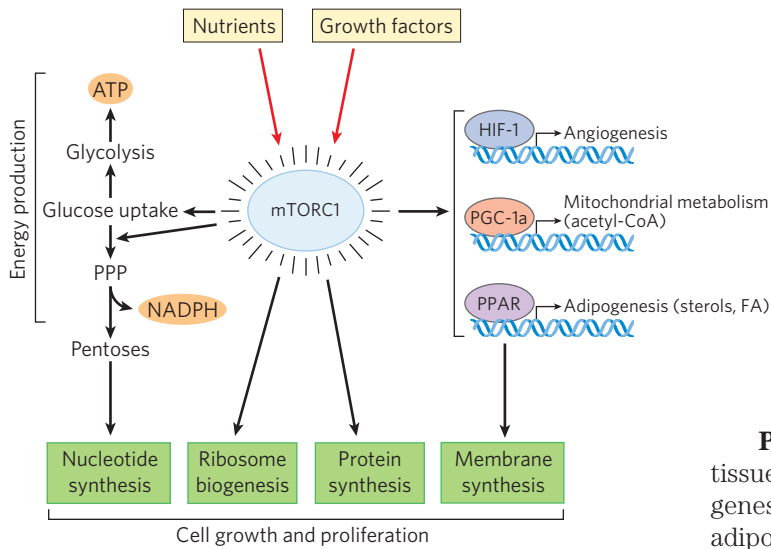 Nutrients
Growth factors
Energy production
ATP
Glycolysis
Glucose uptake
PPP
NADPH
Pentoses
mTORC1
HIF-1
Angiogenesis
PGC-1a
Mitochondrial metabolism
(acetyl-CoA)
PPAR
Adipogenesis (sterols, FA)
Nucleotide
synthesis
Ribosome
biogenesis
Protein
synthesis
Membrane
synthesis
Cell growth and proliferation
P
tissue
genes
adipo